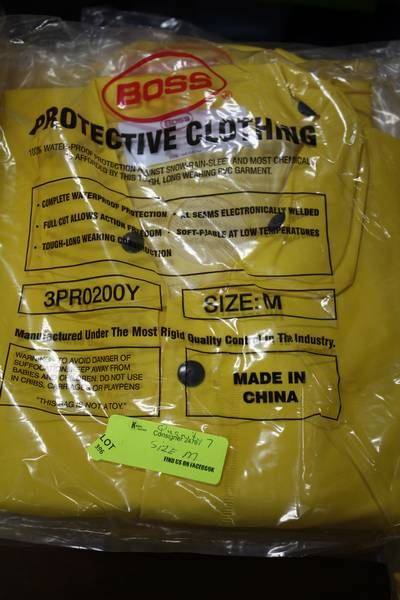 BOSS
BOSS
PROTECTIVE CLOTHING
100% WATER-PROOF PROTECTION AGAINST SNOW-RAIN-SLEET AND MOST CHEMICALS
IS AFFORDED BY THIS TOUGH, LONG WEARING PVC GARMENT.
• COMPLETE WATERPROOF PROTECTION
• FULL CUT ALLOWS ACTION FREEDOM
• TOUGH-LONG WEARING CONSTRUCTION
• ALL SEAMS ELECTRONICALLY WELDED
• SOFT-PLIABLE AT LOW TEMPERATURES
3PR0200Y
SIZE: M
Manufactured Under The Most Rigid Quality Control In The Industry.
WARNING: TO AVOID DANGER OF
SUFFOCATION, KEEP AWAY FROM
BABIES AND CHILDREN. DO NOT USE
IN CRIBS, CARRIAGES OR PLAYPENS
"THIS BAG IS NOT A TOY."
MADE IN
CHINA
Consignor
SIZE M
LOT
396
FIND US ON FACEBOOK